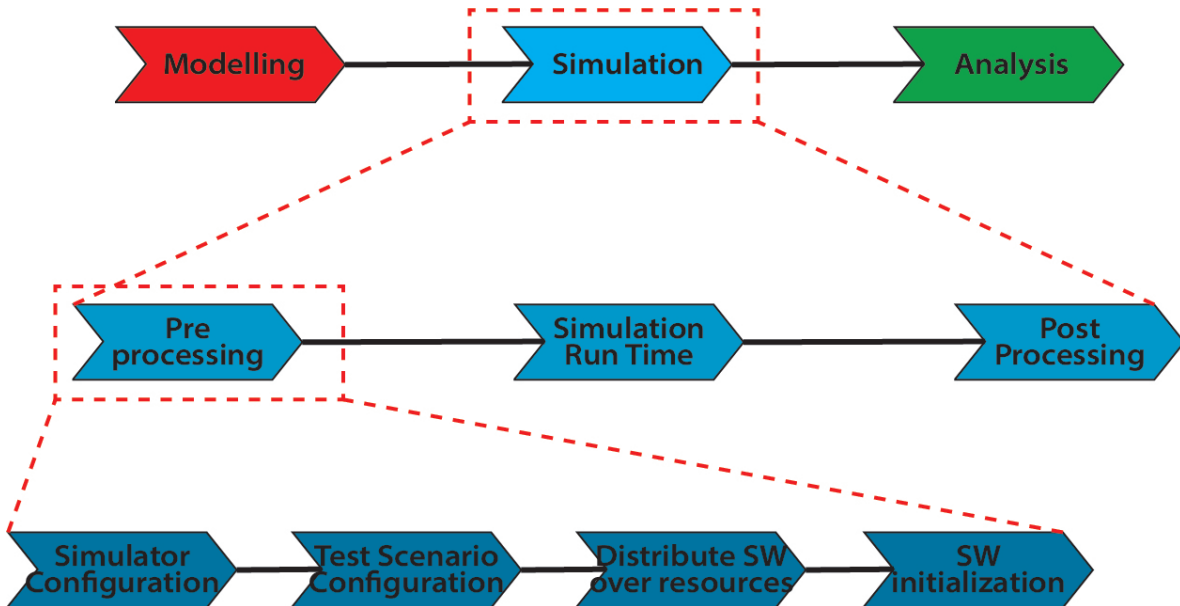 Modelling
Simulation
Analysis
Pre
processing
Simulation
Run Time
Post
Processing
Simulator
Configuration
Test Scenario
Configuration
Distribute SW
over resources
SW
initialization